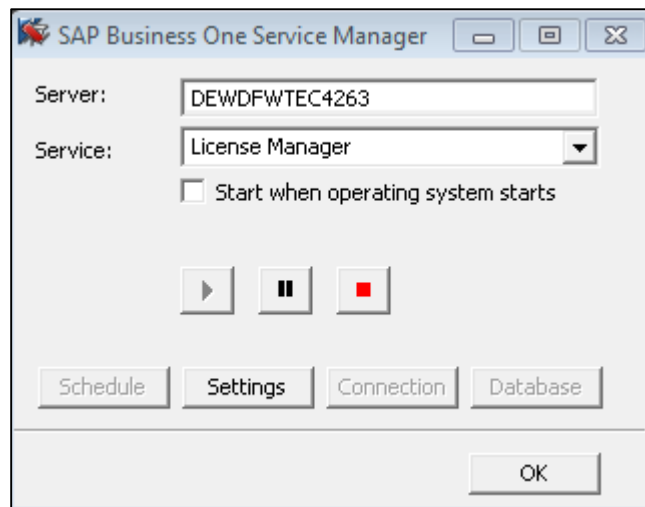 SAP Business One Service Manager
Server: DEWDFWTEC4263
Service: License Manager
Start when operating system starts
Schedule Settings Connection Database
OK